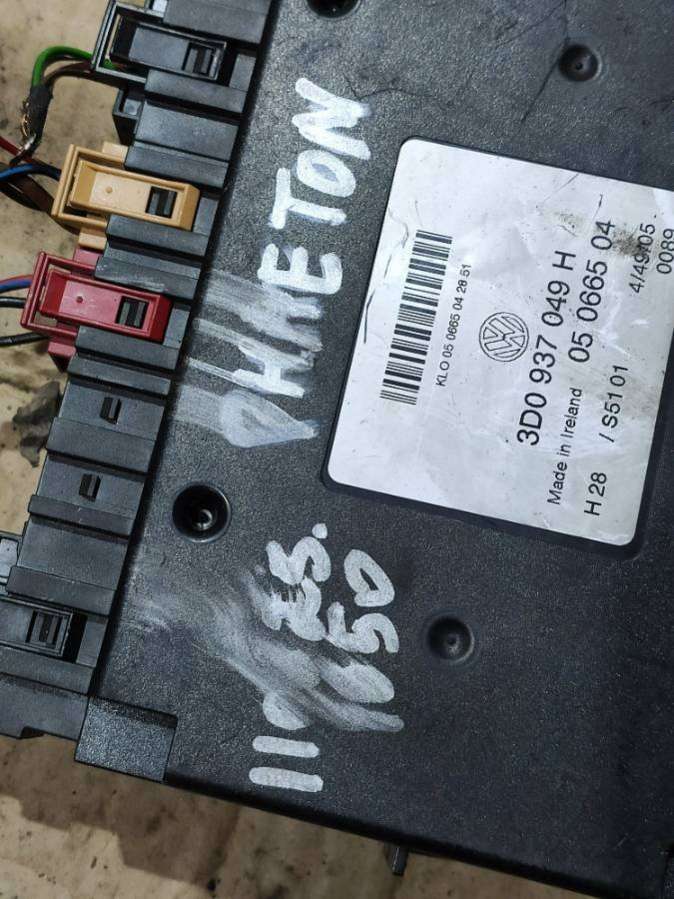 PHAETON
KLO 05 0665 04 28 51
3D0 937 049 H
Made in Ireland 05 0665 04
H 28 / S51 01 4/49/05
0089